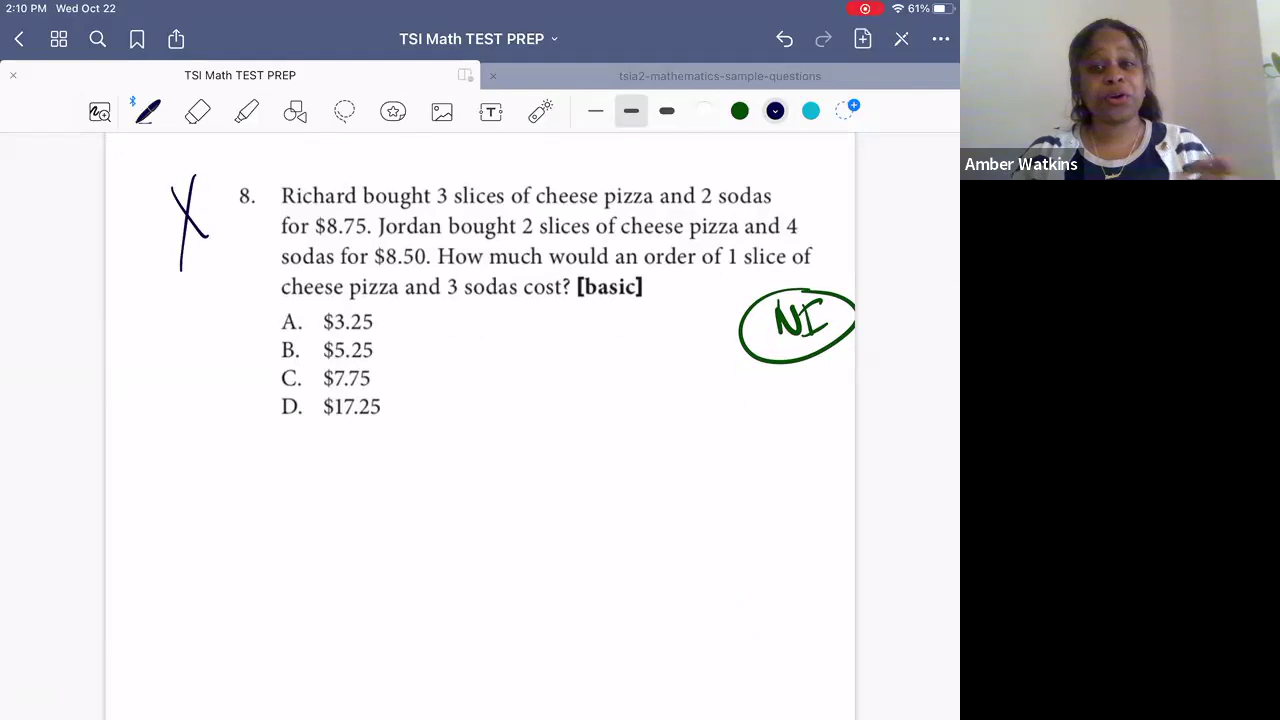 2:10 PM Wed Oct 22
61%
TSI Math TEST PREP
TSI Math TEST PREP
tsia2-mathematics-sample-questions
T
Amber Watkins
X
8. Richard bought 3 slices of cheese pizza and 2 sodas
for $8.75. Jordan bought 2 slices of cheese pizza and 4
sodas for $8.50. How much would an order of 1 slice of
cheese pizza and 3 sodas cost? [basic]
NI
A. $3.25
B. $5.25
C. $7.75
D. $17.25